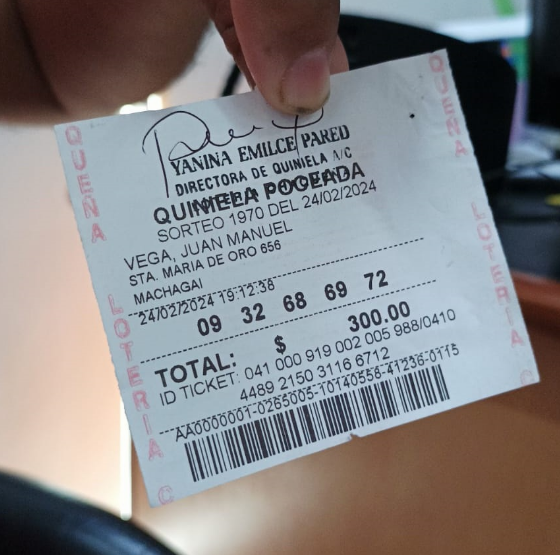 YANINA EMILCE PARED
DIRECTORA DE QUINIELA A/C
QUINIELA POCEADA
SORTEO 1970 DEL 24/02/2024
VEGA, JUAN MANUEL
STA. MARIA DE ORO 656
MACHAGAI
24/02/2024 19:12:38
09 32 68 69 72
TOTAL: $ 300.00
ID TICKET: 041 000 919 002 005 988/0410
4489 2150 3116 6712
AA0000001-0265005-10140556-41236-0115
QUEÑA
LOTERIA C
QUEÑA
LOTERIA C